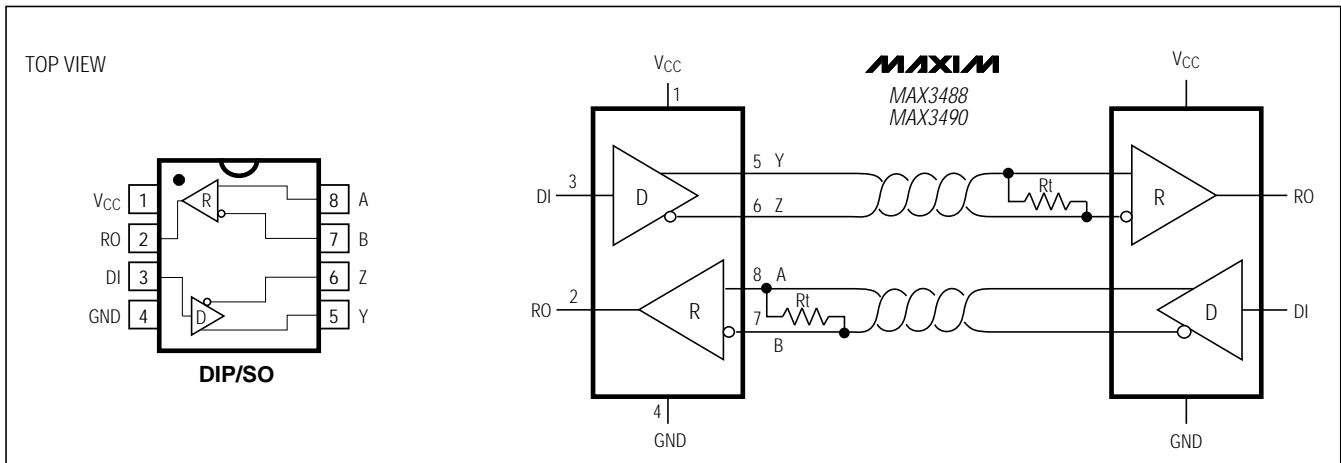 TOP VIEW
VCC 1
RO 2
DI 3
GND 4
8 A
7 B
6 Z
5 Y
R
D
DIP/SO
MAXIM
MAX3488
MAX3490
VCC
1
VCC
DI 3
D
5 Y
6 Z
Rt
R
RO
RO 2
R
8 A
7
B
Rt
D
DI
4
GND
GND